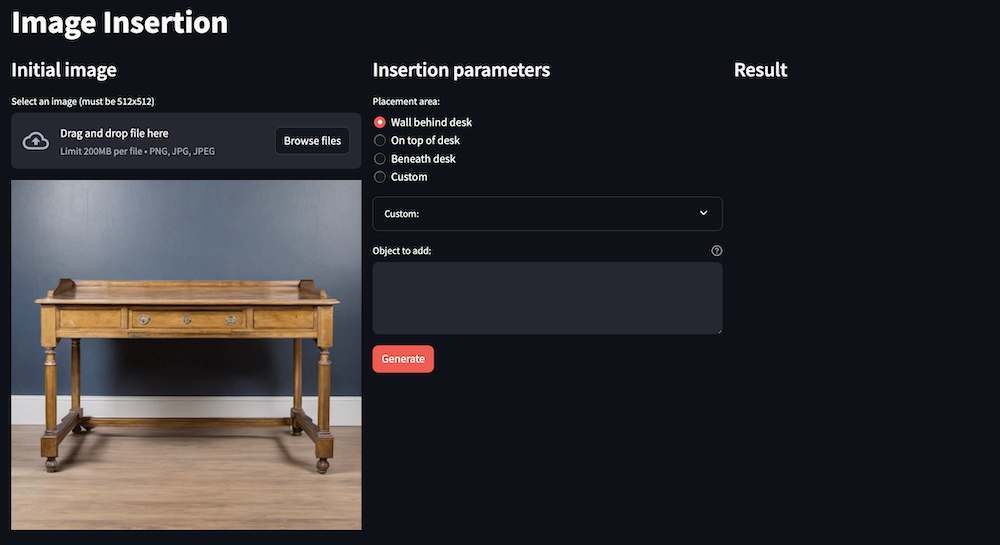 Image Insertion
Initial image
Select an image (must be 512x512)
Drag and drop file here
Limit 200MB per file • PNG, JPG, JPEG
Browse files
Insertion parameters
Placement area:
Wall behind desk
On top of desk
Beneath desk
Custom
Custom:
Object to add:
?
Generate
Result